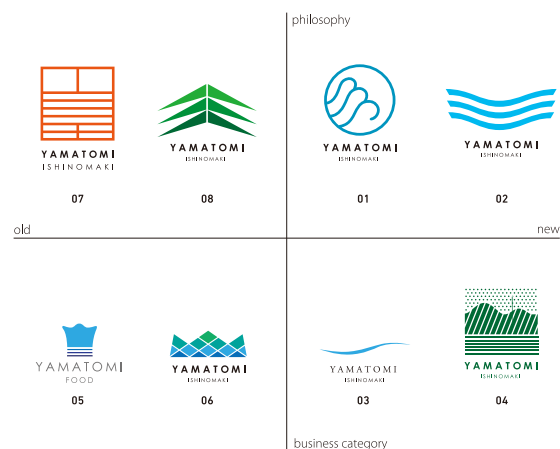 philosophy
YAMATOMI
ISHINOMAKI
07
YAMATOMI
ISHINOMAKI
08
YAMATOMI
ISHINOMAKI
01
YAMATOMI
ISHINOMAKI
02
old
new
YAMATOMI
FOOD
05
YAMATOMI
ISHINOMAKI
06
YAMATOMI
ISHINOMAKI
03
YAMATOMI
ISHINOMAKI
04
business category